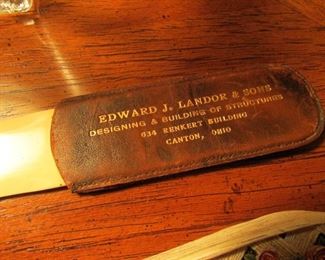 EDWARD J. LANDOR & SONS
DESIGNING & BUILDING OF STRUCTURES
634 RENKERT BUILDING
CANTON, OHIO